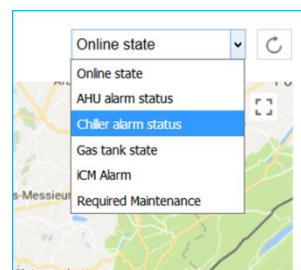 Online state
Online state
AHU alarm status
Chiller alarm status
Gas tank state
iCM Alarm
Required Maintenance
s-Messieur